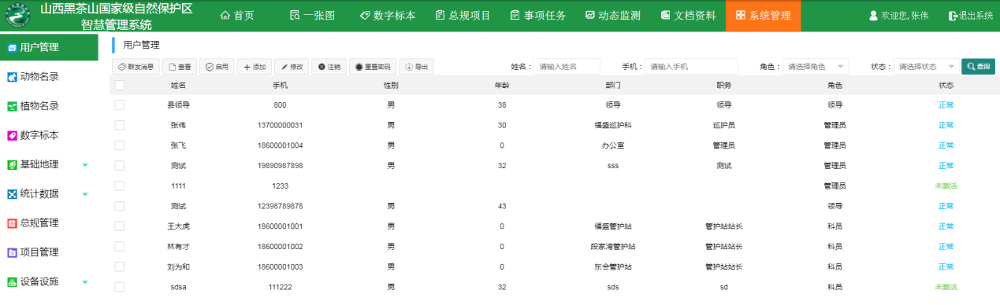 山西黑茶山国家级自然保护区
智慧管理系统
首页 一张图 数字标本 总规项目 事项任务 动态监测 文档资料 系统管理 欢迎您,张伟 退出系统
用户管理
动物名录
植物名录
数字标本
基础地理
统计数据
总规管理
项目管理
设备设施
用户管理
群发消息 查看 启用 添加 修改 注销 重置密码 导出 姓名： 请输入姓名 手机： 请输入手机 角色： 请选择角色 状态： 请选择状态 查询
姓名 手机 性别 年龄 部门 职务 角色 状态
县领导 800 男 38 领导 领导 领导 正常
张伟 13700000031 男 30 福盛巡护科 巡护员 管理员 正常
张飞 18600001004 男 0 办公室 管理员 管理员 正常
测试 19890987898 男 32 sss 测试 管理员 正常
1111 1233 管理员 未激活
测试 12398789878 男 43 领导 正常
王大虎 18600001001 男 0 福盛管护站 管护站站长 科员 正常
林有才 18600001002 男 0 段家湾管护站 管护站站长 科员 正常
刘为和 18600001003 男 0 东会管护站 管护站站长 科员 正常
sdsa 111222 男 32 sds sd 科员 未激活